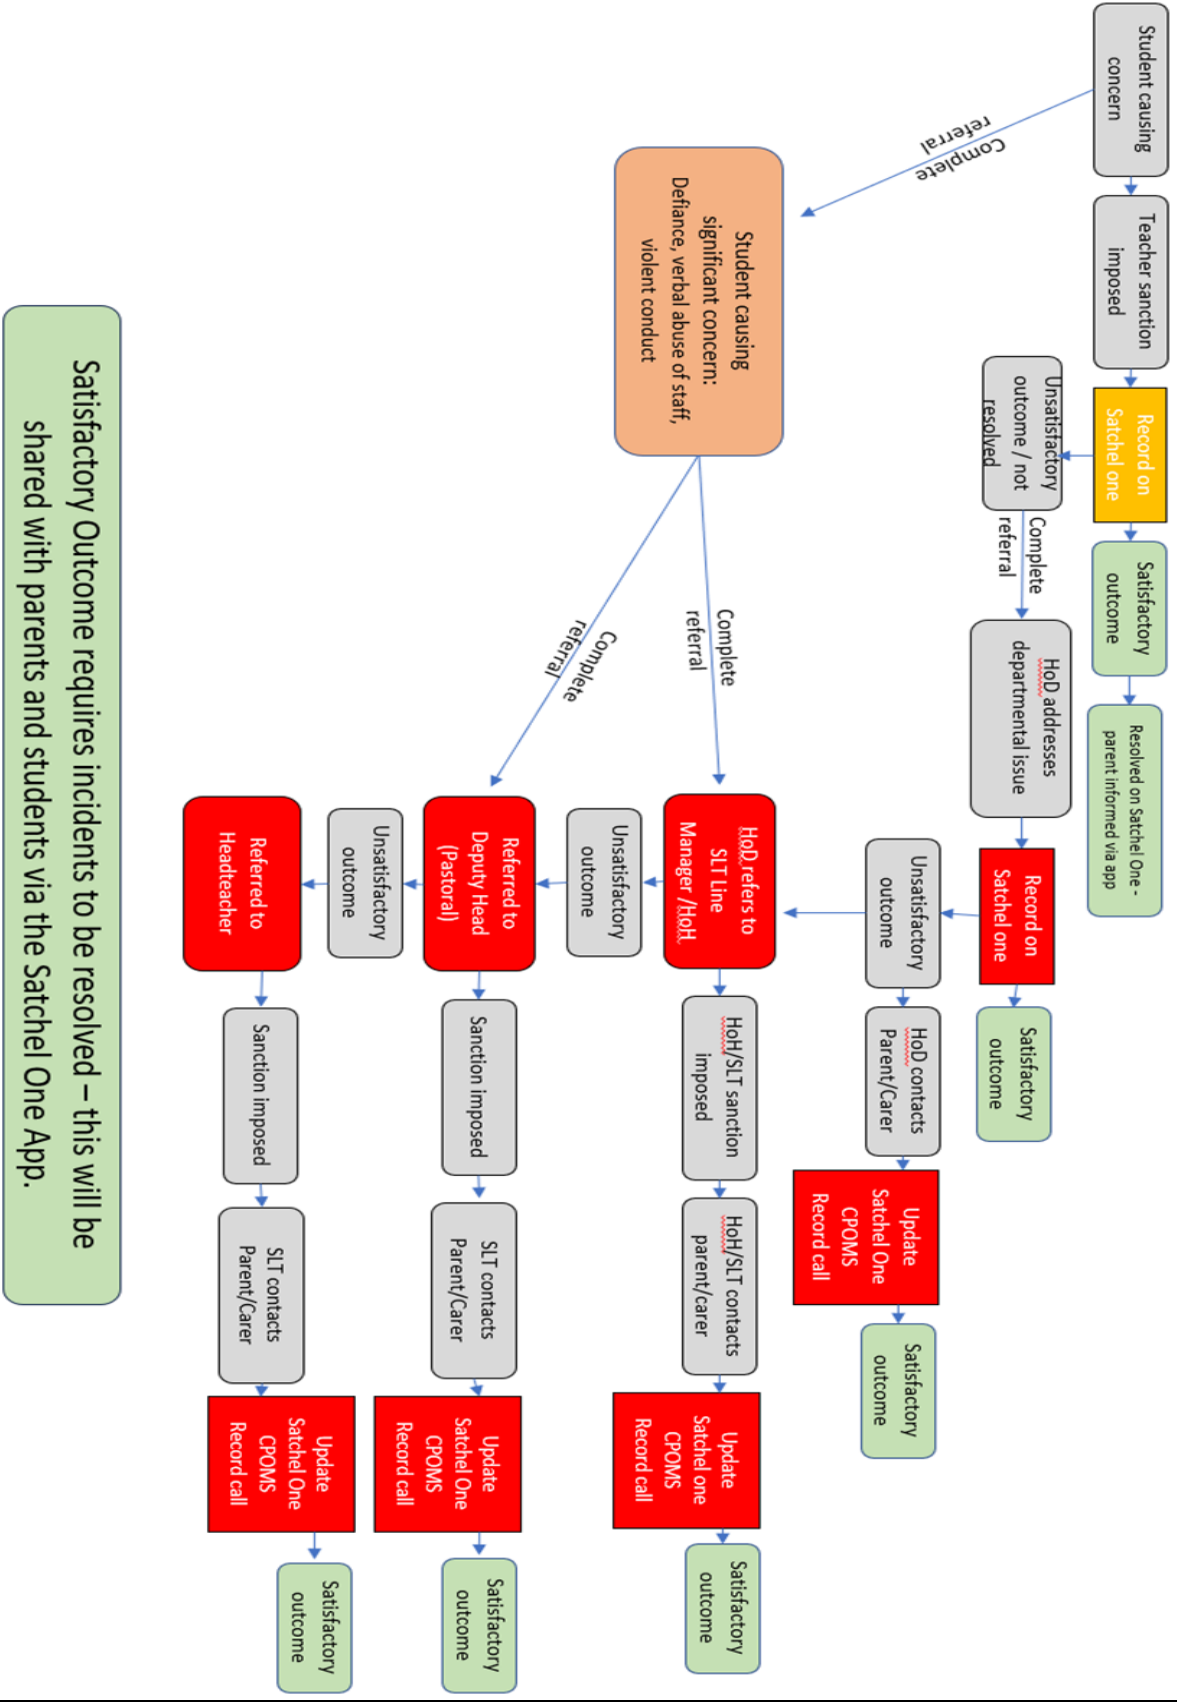 Student causing
concern
Teacher sanction
imposed
Record on
Satchel one
Satisfactory
outcome
Resolved on Satchel One -
parent informed via app
Complete
referral
Unsatisfactory
outcome / not
resolved
Complete
referral
HoD addresses
departmental issue
Record on
Satchel one
Satisfactory
outcome
Unsatisfactory
outcome
HoD contacts
Parent/Carer
Update
Satchel One
CPOMS
Record call
Satisfactory
outcome
Student causing
significant concern:
Defiance, verbal abuse of staff,
violent conduct
Complete
referral
Complete
referral
HoD refers to
SLT Line
Manager /HoH
HoH/SLT sanction
imposed
HoH/SLT contacts
parent/carer
Update
Satchel one
CPOMS
Record call
Satisfactory
outcome
Unsatisfactory
outcome
Referred to
Deputy Head
(Pastoral)
Sanction imposed
SLT contacts
Parent/Carer
Update
Satchel One
CPOMS
Record call
Satisfactory
outcome
Unsatisfactory
outcome
Referred to
Headteacher
Sanction imposed
SLT contacts
Parent/Carer
Update
Satchel One
CPOMS
Record call
Satisfactory
outcome
Satisfactory Outcome requires incidents to be resolved – this will be
shared with parents and students via the Satchel One App.